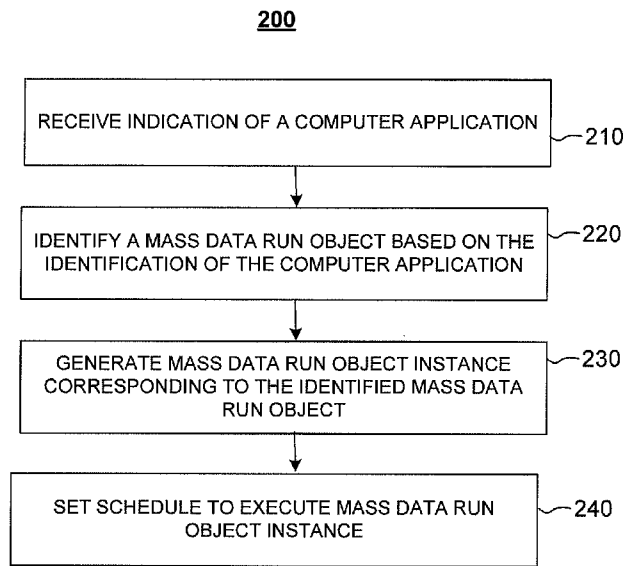 200
RECEIVE INDICATION OF A COMPUTER APPLICATION
210
IDENTIFY A MASS DATA RUN OBJECT BASED ON THE
IDENTIFICATION OF THE COMPUTER APPLICATION
220
GENERATE MASS DATA RUN OBJECT INSTANCE
CORRESPONDING TO THE IDENTIFIED MASS DATA
RUN OBJECT
230
SET SCHEDULE TO EXECUTE MASS DATA RUN
OBJECT INSTANCE
240